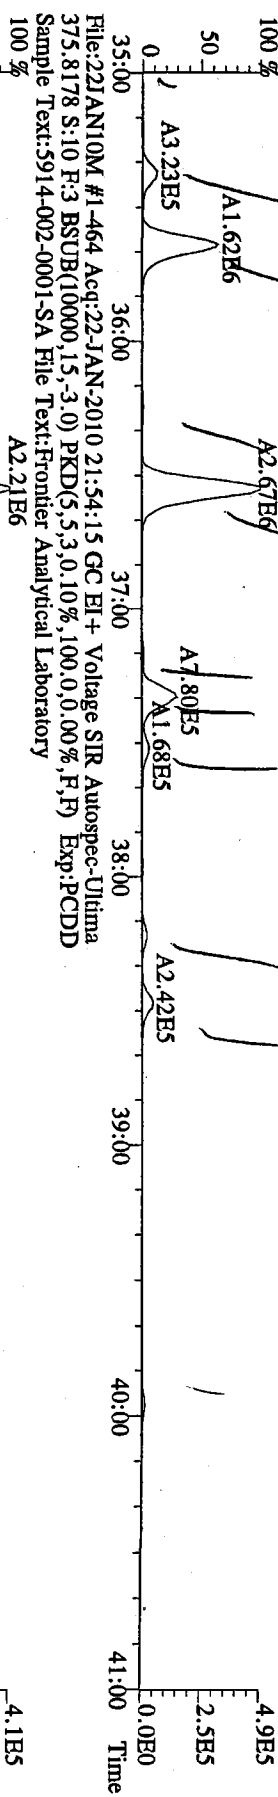 100 %
50
0
A3.23E5
A1.62E6
A2.67E6
A7.80E5
A1.68E5
A2.42E5
4.9E5
2.5E5
0.0E0
35:00 36:00 37:00 38:00 39:00 40:00 41:00 Time
File:22JAN10M #1-464 Acq:22-JAN-2010 21:54:15 GC EI+ Voltage SIR Autospec-Ultima
375.8178 S:10 F:3 BSUB(10000,15,-3.0) PKD(5,5,3,0.10%,100.0,0.00%,F,F) Exp:PCDD
Sample Text:5914-002-0001-SA File Text:Frontier Analytical Laboratory
100 %
A2.21E6
4.1E5